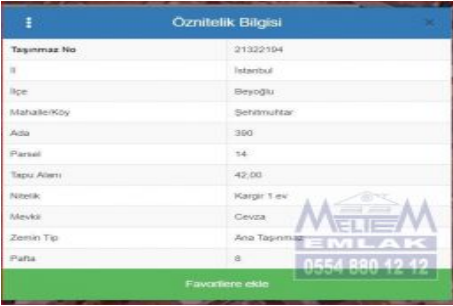 Öznitelik Bilgisi
Taşınmaz No 21322194
İl İstanbul
İlçe Beyoğlu
Mahalle/Köy Şehitmuhtar
Ada 390
Parsel 14
Tapu Alanı 42,00
Nitelik Kargir 1 ev
Mevkii Cevza
Zemin Tip Ana Taşınmaz
Pafta 8
MELTEM
EMLAK
0554 880 12 12
Favorilere ekle